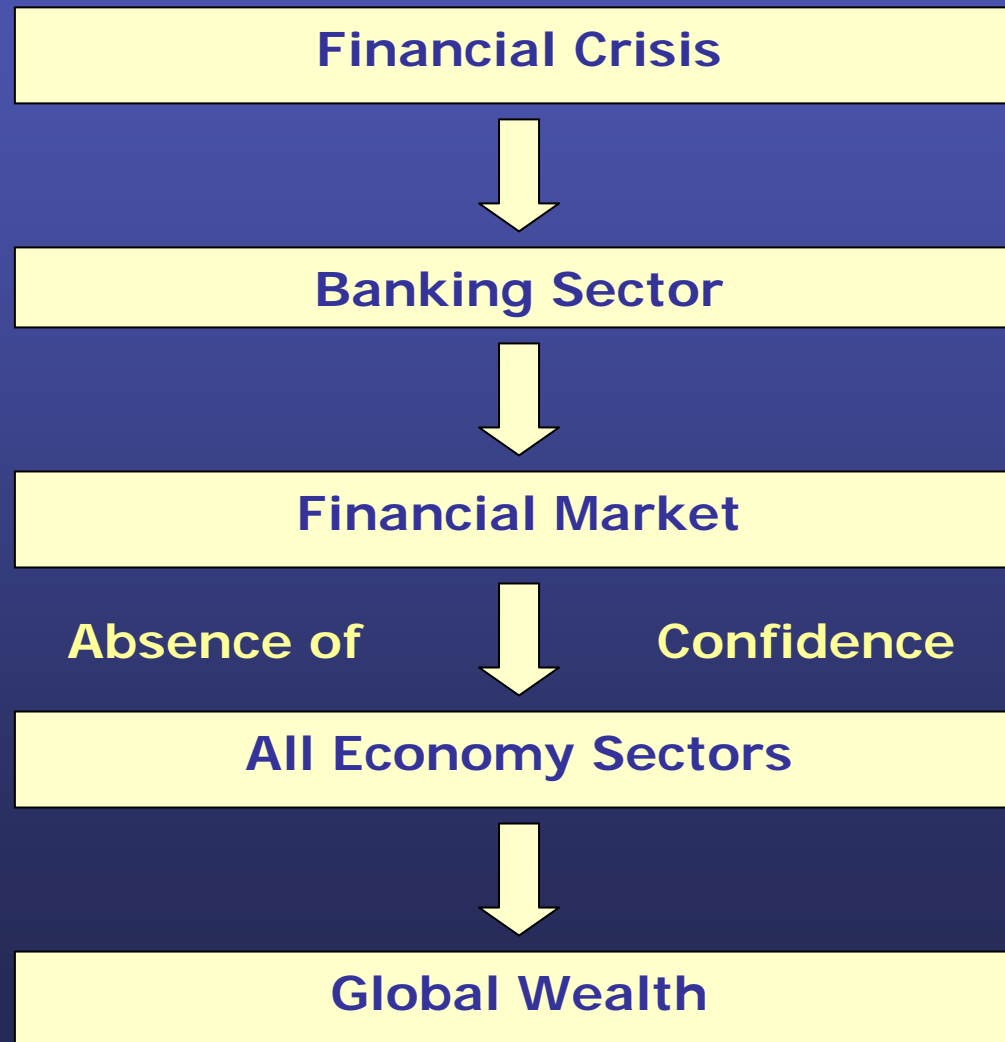 Financial Crisis
Banking Sector
Financial Market
Absence of Confidence
All Economy Sectors
Global Wealth